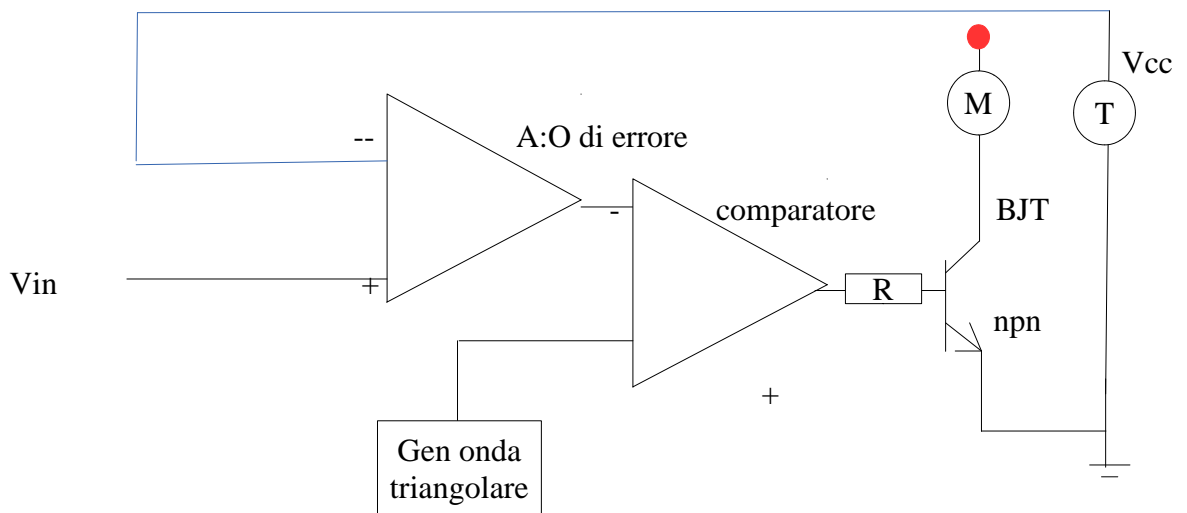 Vcc
M
T
--
A:O di errore
-
comparatore
BJT
Vin
+
R
npn
+
Gen onda
triangolare